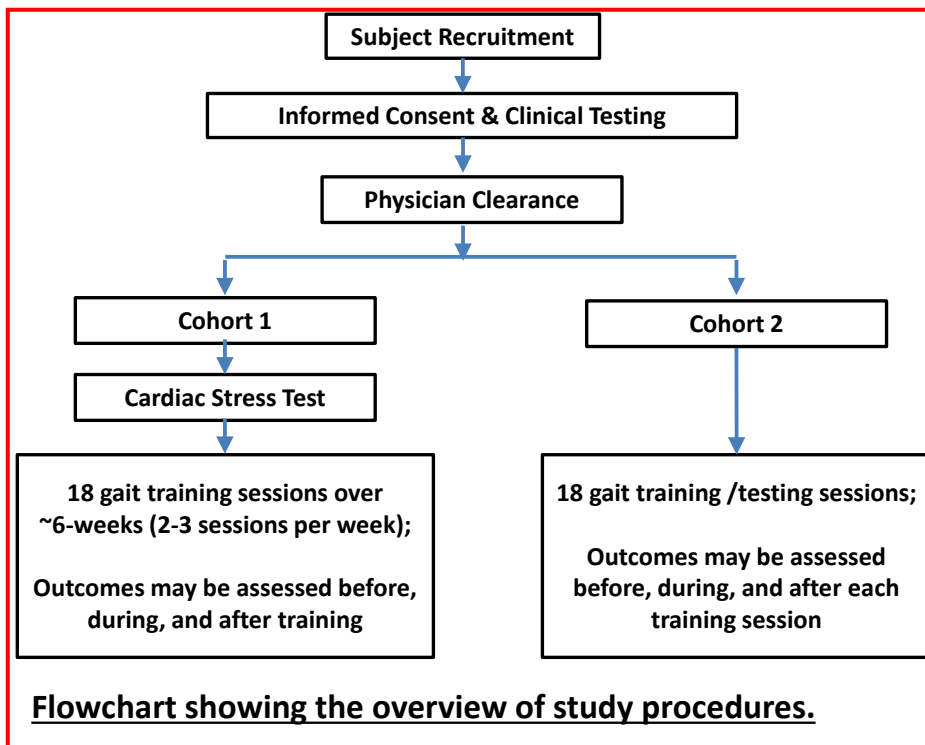 Subject Recruitment
Informed Consent & Clinical Testing
Physician Clearance
Cohort 1
Cardiac Stress Test
18 gait training sessions over
~6-weeks (2-3 sessions per week);
Outcomes may be assessed before,
during, and after training
Cohort 2
18 gait training /testing sessions;
Outcomes may be assessed
before, during, and after each
training session
Flowchart showing the overview of study procedures.